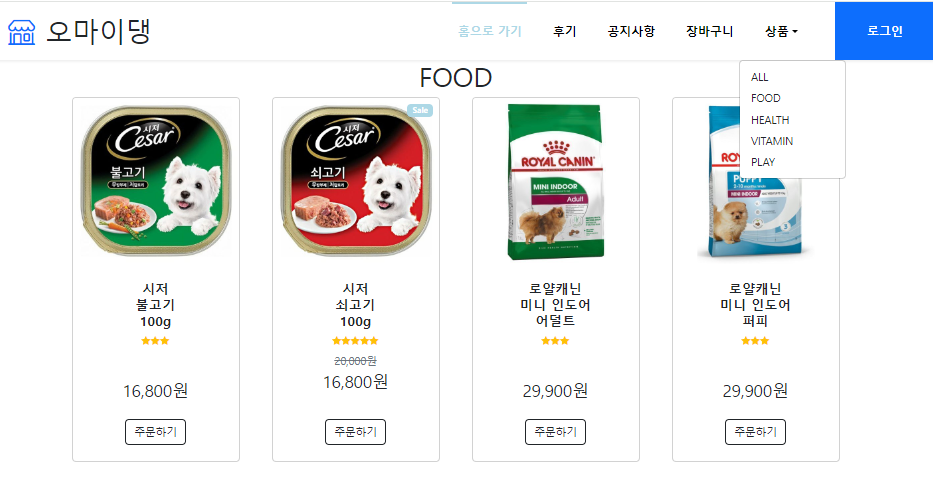 오마이댕
홈으로 가기
후기
공지사항
장바구니
상품
로그인
ALL
FOOD
HEALTH
VITAMIN
PLAY
FOOD
시저
Cesar
불고기
시저
불고기
100g
16,800원
주문하기
Sale
시저
Cesar
쇠고기
시저
쇠고기
100g
20,000원
16,800원
주문하기
ROYAL CANIN
MINI INDOOR
Adult
로얄캐닌
미니 인도어
어덜트
29,900원
주문하기
PUPPY
MINI INDOOR
3
로얄캐닌
미니 인도어
퍼피
29,900원
주문하기